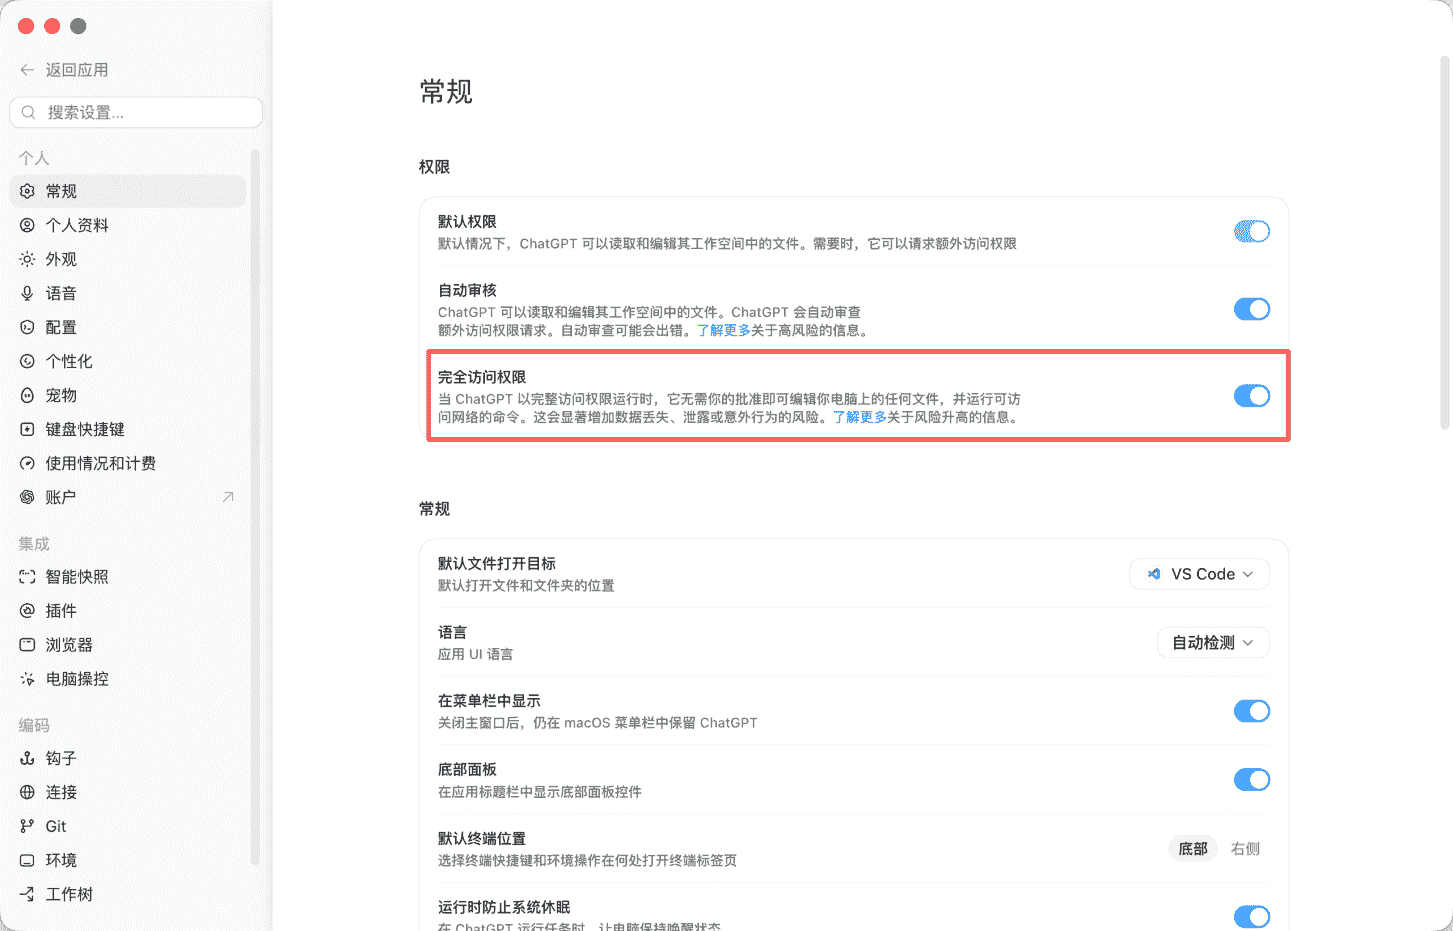 返回应用
搜索设置...
个人
常规
个人资料
外观
语音
配置
个性化
宠物
键盘快捷键
使用情况和计费
账户
集成
智能快照
插件
浏览器
电脑操控
编码
钩子
连接
Git
环境
工作树
常规
权限
默认权限
默认情况下，ChatGPT 可以读取和编辑其工作空间中的文件。需要时，它可以请求额外访问权限
自动审核
ChatGPT 可以读取和编辑其工作空间中的文件。ChatGPT 会自动审查
额外访问权限请求。自动审查可能会出错。了解更多关于高风险的信息。
完全访问权限
当 ChatGPT 以完整访问权限运行时，它无需你的批准即可编辑你电脑上的任何文件，并运行可访
问网络的命令。这会显著增加数据丢失、泄露或意外行为的风险。了解更多关于风险升高的信息。
常规
默认文件打开目标
默认打开文件和文件夹的位置
VS Code
语言
应用 UI 语言
自动检测
在菜单栏中显示
关闭主窗口后，仍在 macOS 菜单栏中保留 ChatGPT
底部面板
在应用标题栏中显示底部面板控件
默认终端位置
选择终端快捷键和环境操作在何处打开终端标签页
底部 右侧
运行时防止系统休眠
在 ChatGPT 运行任务时，让电脑保持唤醒状态